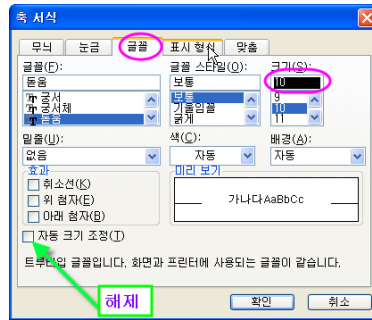 축 서식
무늬 눈금 글꼴 표시 형식 맞춤
글꼴(F): 글꼴 스타일(O): 크기(S):
돋움 보통 10
궁서 보통 9
궁서체 기울임꼴 10
돋움 굵게 11
밑줄(U): 색(C): 배경(A):
없음 자동 자동
효과 미리 보기
취소선(K)
위 첨자(E) 가나다AaBbCc
아래 첨자(B)
자동 크기 조정(T)
트루타입 글꼴입니다. 화면과 프린터에 사용되는 글꼴이 같습니다.
해제 확인 취소